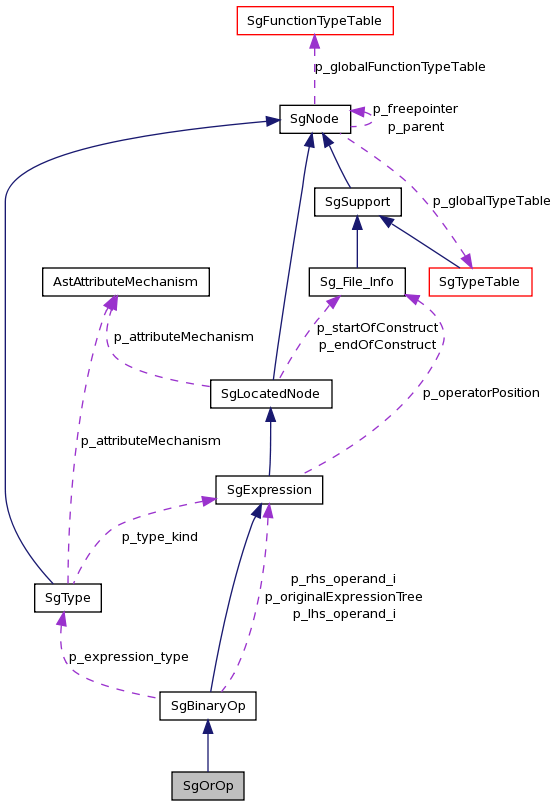 SgFunctionTypeTable
p_globalFunctionTypeTable
SgNode
p_freepointer
p_parent
SgSupport
p_globalTypeTable
AstAttributeMechanism
Sg_File_Info
SgTypeTable
p_attributeMechanism
p_startOfConstruct
p_endOfConstruct
SgLocatedNode
p_operatorPosition
p_attributeMechanism
SgExpression
p_type_kind
p_rhs_operand_i
p_originalExpressionTree
p_lhs_operand_i
SgType
p_expression_type
SgBinaryOp
SgOrOp